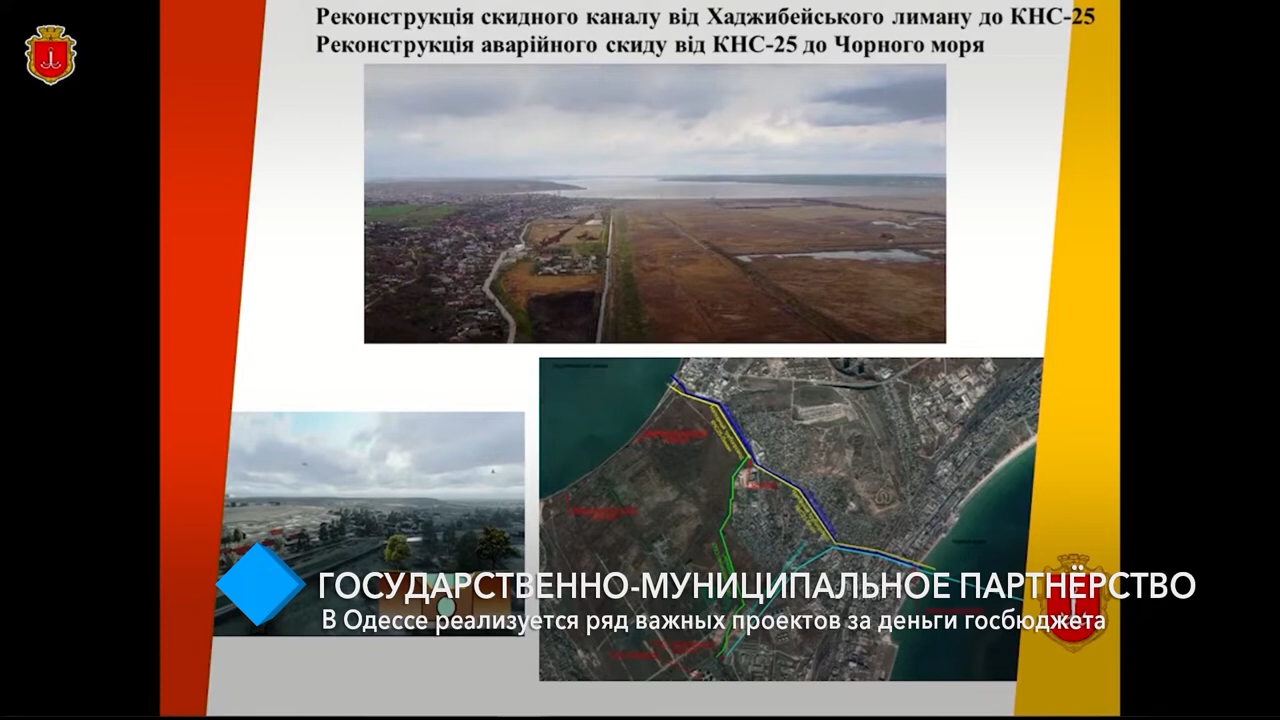 Реконструкція скидного каналу від Хаджибейського лиману до КНС-25
Реконструкція аварійного скиду від КНС-25 до Чорного моря
ГОСУДАРСТВЕННО-МУНИЦИПАЛЬНОЕ ПАРТНЁРСТВО
В Одессе реализуется ряд важных проектов за деньги госбюджета